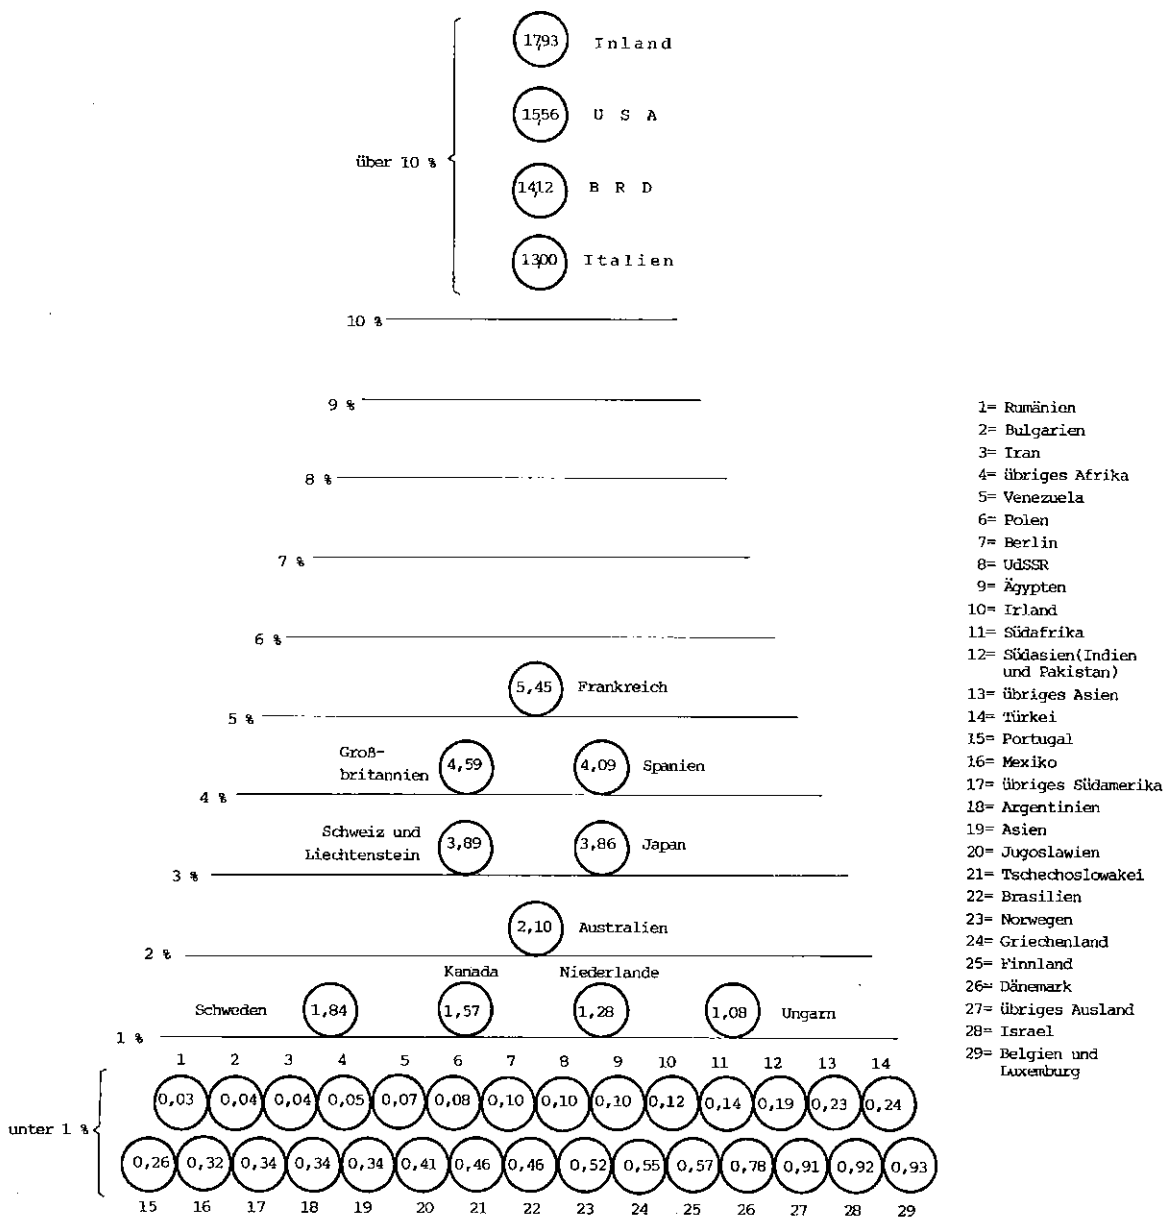 17,93 Inland
15,56 U S A
über 10 %
14,12 B R D
13,00 Italien
10 %
9 %
8 %
7 %
6 %
5,45 Frankreich
5 %
Groß-
britannien 4,59 4,09 Spanien
4 %
Schweiz und
Liechtenstein 3,89 3,86 Japan
3 %
2,10 Australien
2 %
Kanada Niederlande
Schweden 1,84 1,57 1,28 1,08 Ungarn
1 %
1 2 3 4 5 6 7 8 9 10 11 12 13 14
0,03 0,04 0,04 0,05 0,07 0,08 0,10 0,10 0,10 0,12 0,14 0,19 0,23 0,24
unter 1 %
0,26 0,32 0,34 0,34 0,34 0,41 0,46 0,46 0,52 0,55 0,57 0,78 0,91 0,92 0,93
15 16 17 18 19 20 21 22 23 24 25 26 27 28 29
1= Rumänien
2= Bulgarien
3= Iran
4= übriges Afrika
5= Venezuela
6= Polen
7= Berlin
8= UdSSR
9= Ägypten
10= Irland
11= Südafrika
12= Südasien(Indien
und Pakistan)
13= übriges Asien
14= Türkei
15= Portugal
16= Mexiko
17= übriges Südamerika
18= Argentinien
19= Asien
20= Jugoslawien
21= Tschechoslowakei
22= Brasilien
23= Norwegen
24= Griechenland
25= Finnland
26= Dänemark
27= übriges Ausland
28= Israel
29= Belgien und
Luxemburg